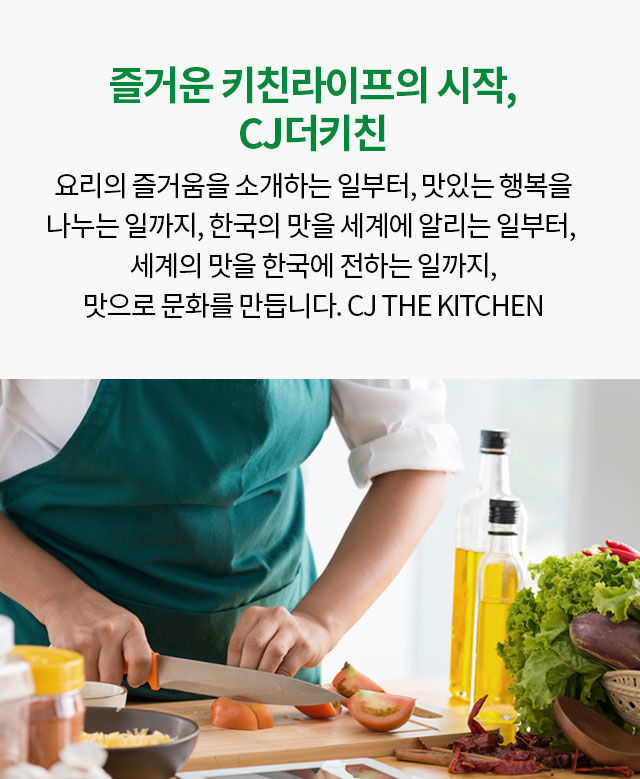 즐거운 키친라이프의 시작,
CJ더키친
요리의 즐거움을 소개하는 일부터, 맛있는 행복을
나누는 일까지, 한국의 맛을 세계에 알리는 일부터,
세계의 맛을 한국에 전하는 일까지,
맛으로 문화를 만듭니다. CJ THE KITCHEN